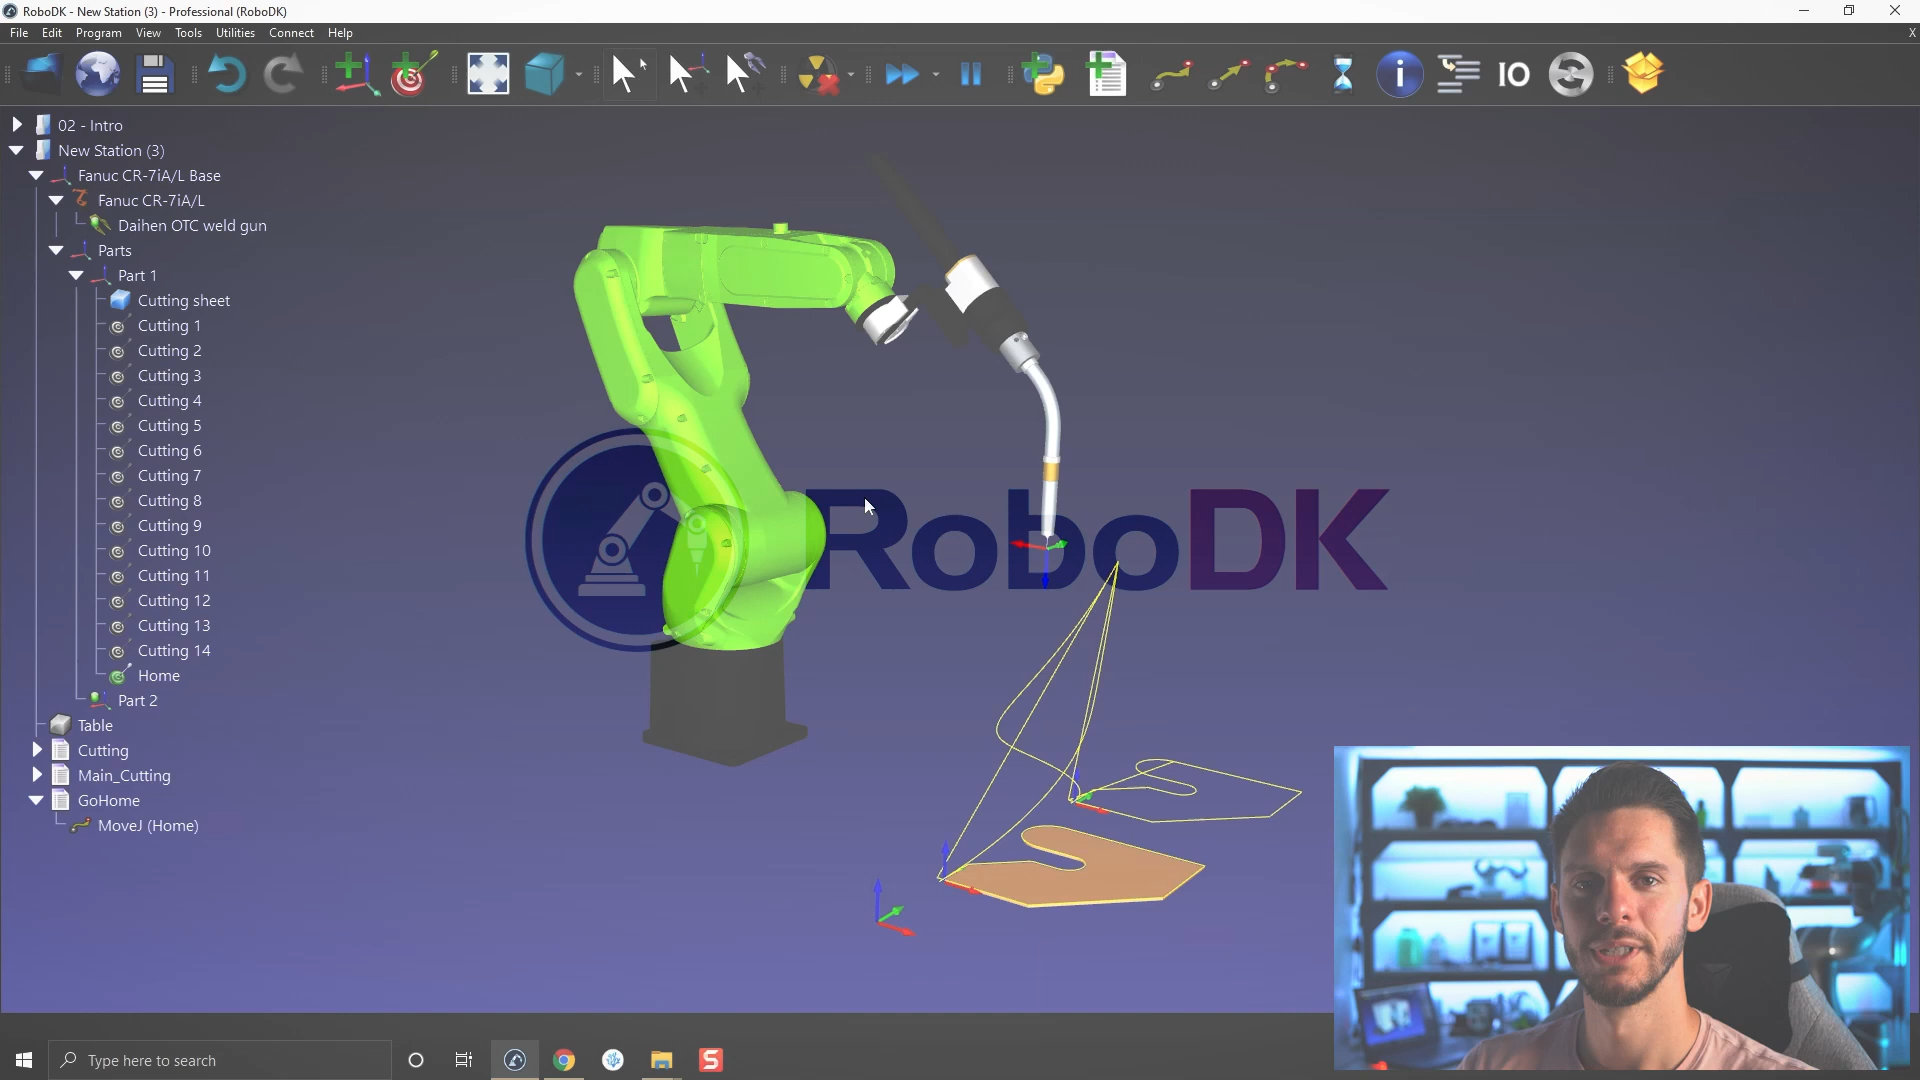 RoboDK - New Station (3) - Professional (RoboDK)
File Edit Program View Tools Utilities Connect Help
X
IO
02 - Intro
New Station (3)
Fanuc CR-7iA/L Base
Fanuc CR-7iA/L
Daihen OTC weld gun
Parts
Part 1
Cutting sheet
Cutting 1
Cutting 2
Cutting 3
Cutting 4
Cutting 5
Cutting 6
Cutting 7
Cutting 8
Cutting 9
Cutting 10
Cutting 11
Cutting 12
Cutting 13
Cutting 14
Home
Part 2
Table
Cutting
Main_Cutting
GoHome
MoveJ (Home)
RoboDK
Type here to search